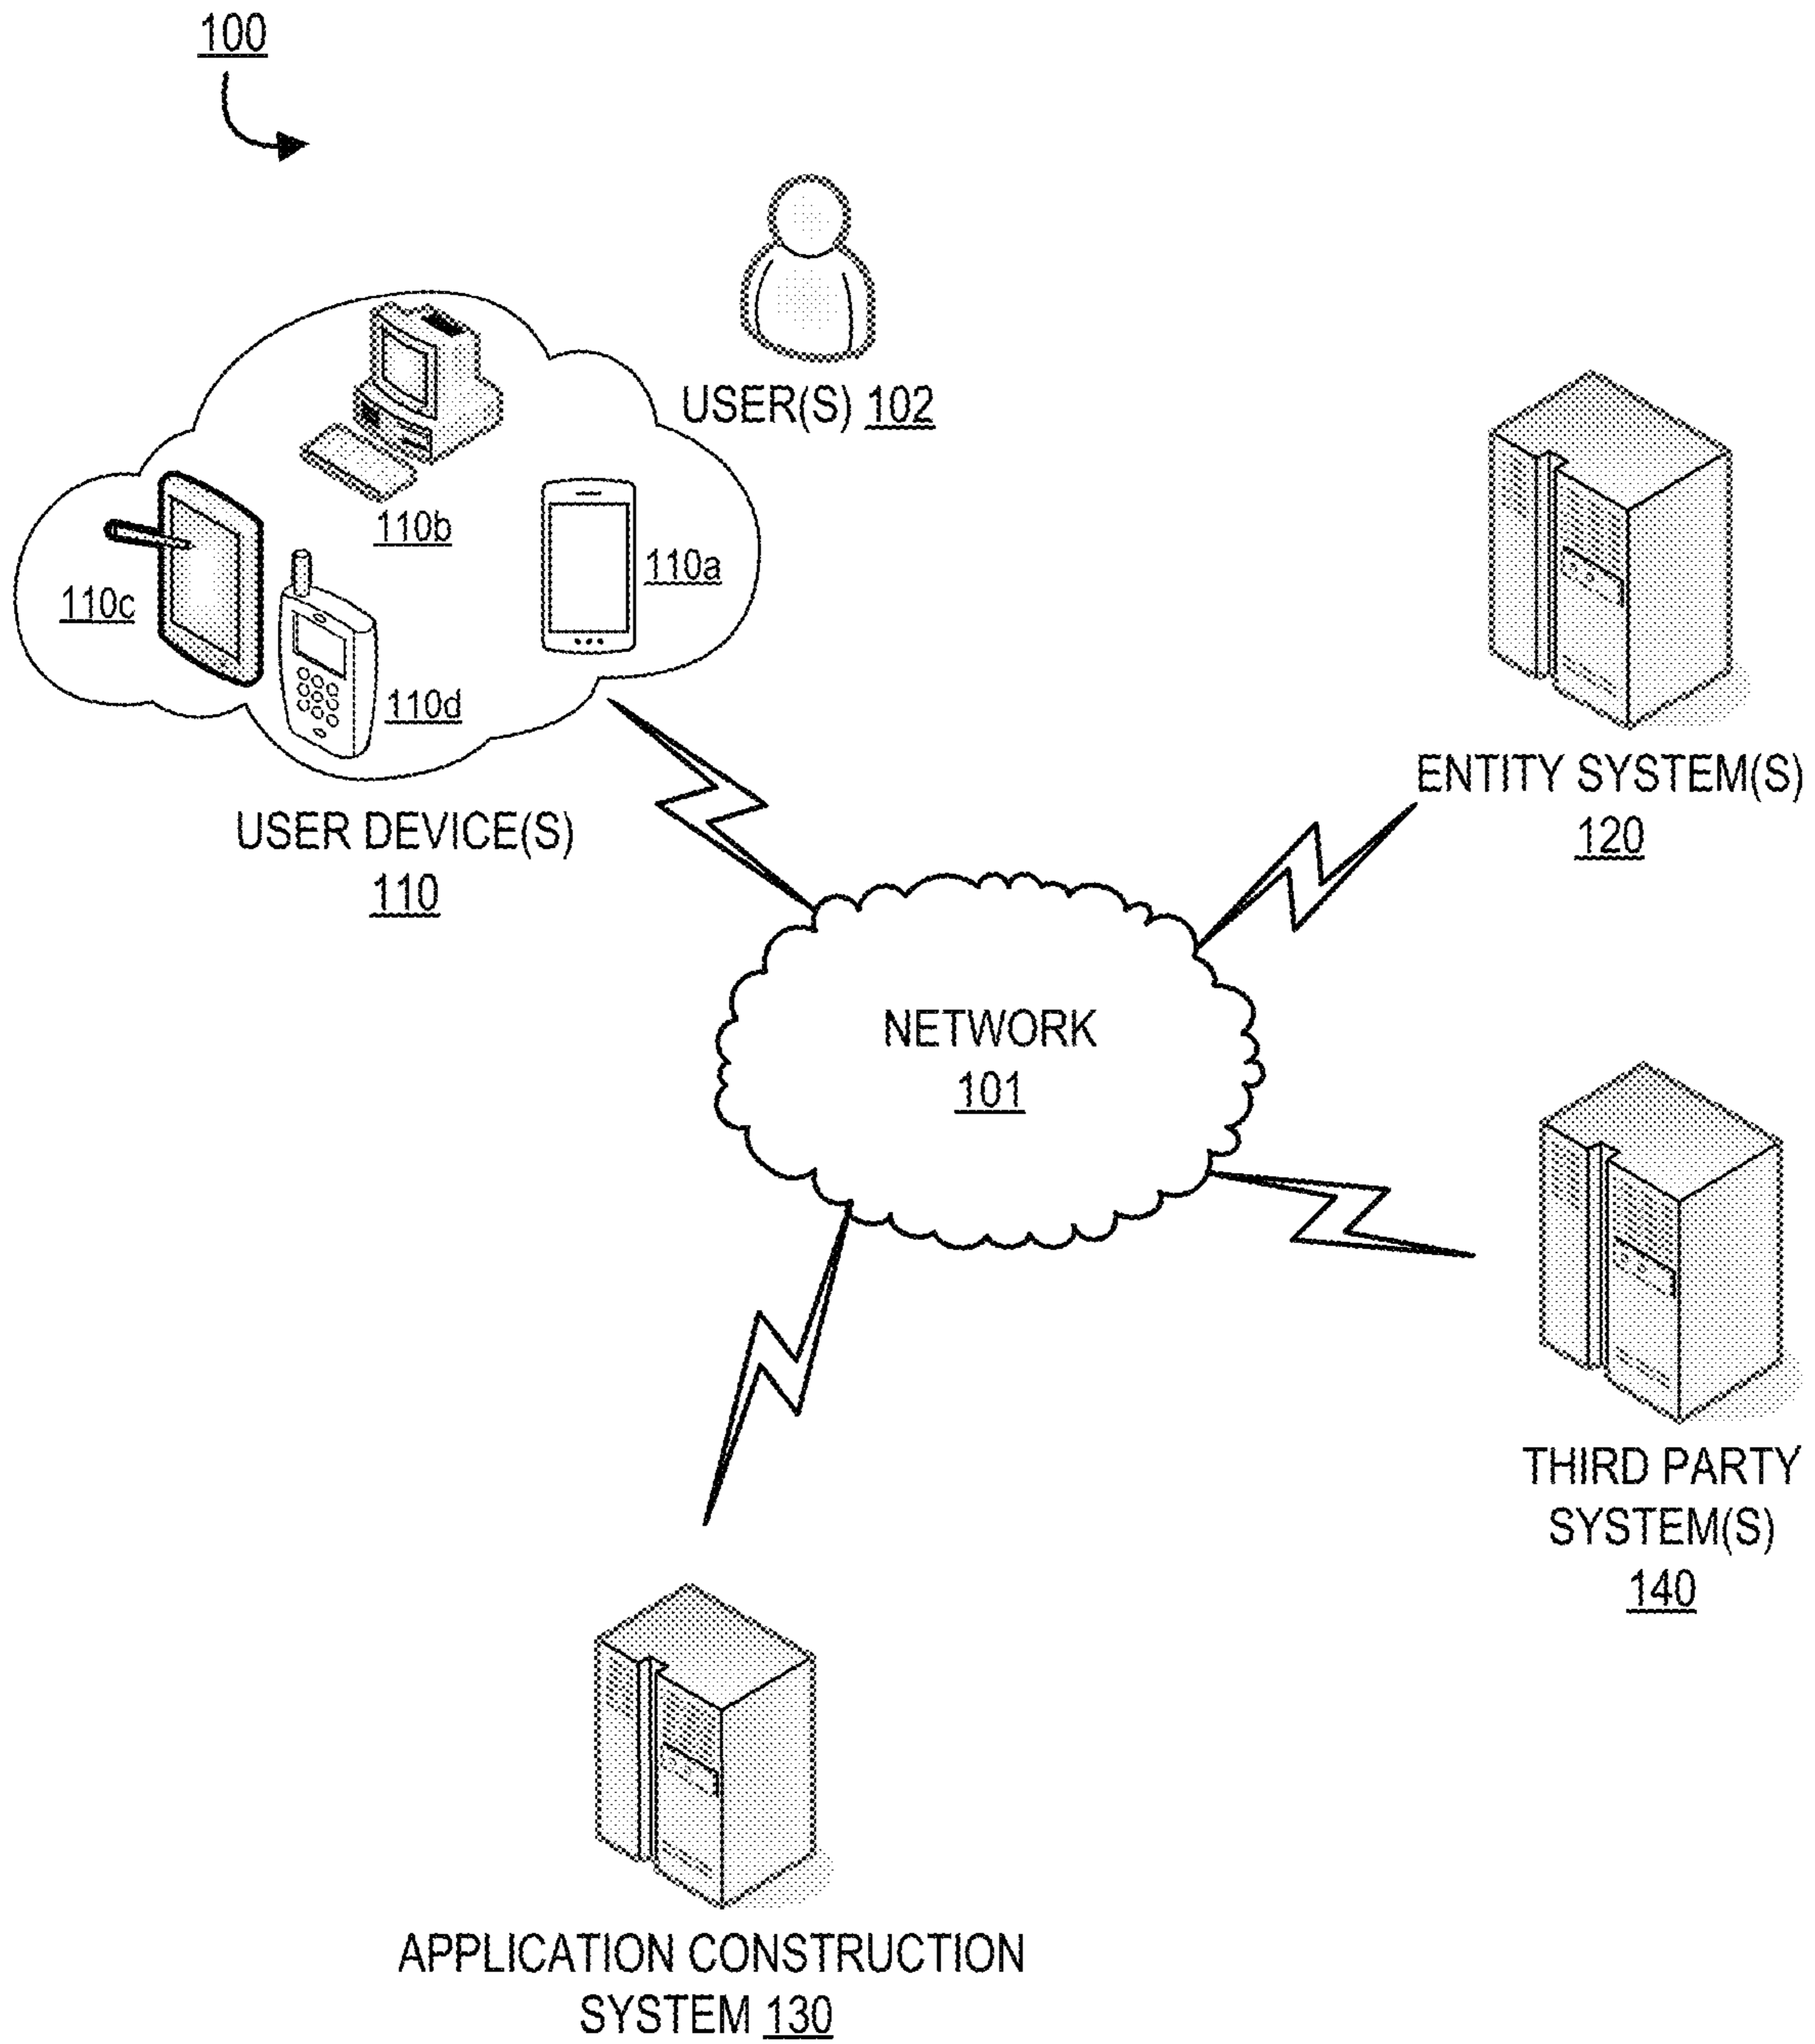 100
USER(S) 102
110b
110a
110c
110d
USER DEVICE(S)
110
ENTITY SYSTEM(S)
120
NETWORK
101
THIRD PARTY
SYSTEM(S)
140
APPLICATION CONSTRUCTION
SYSTEM 130